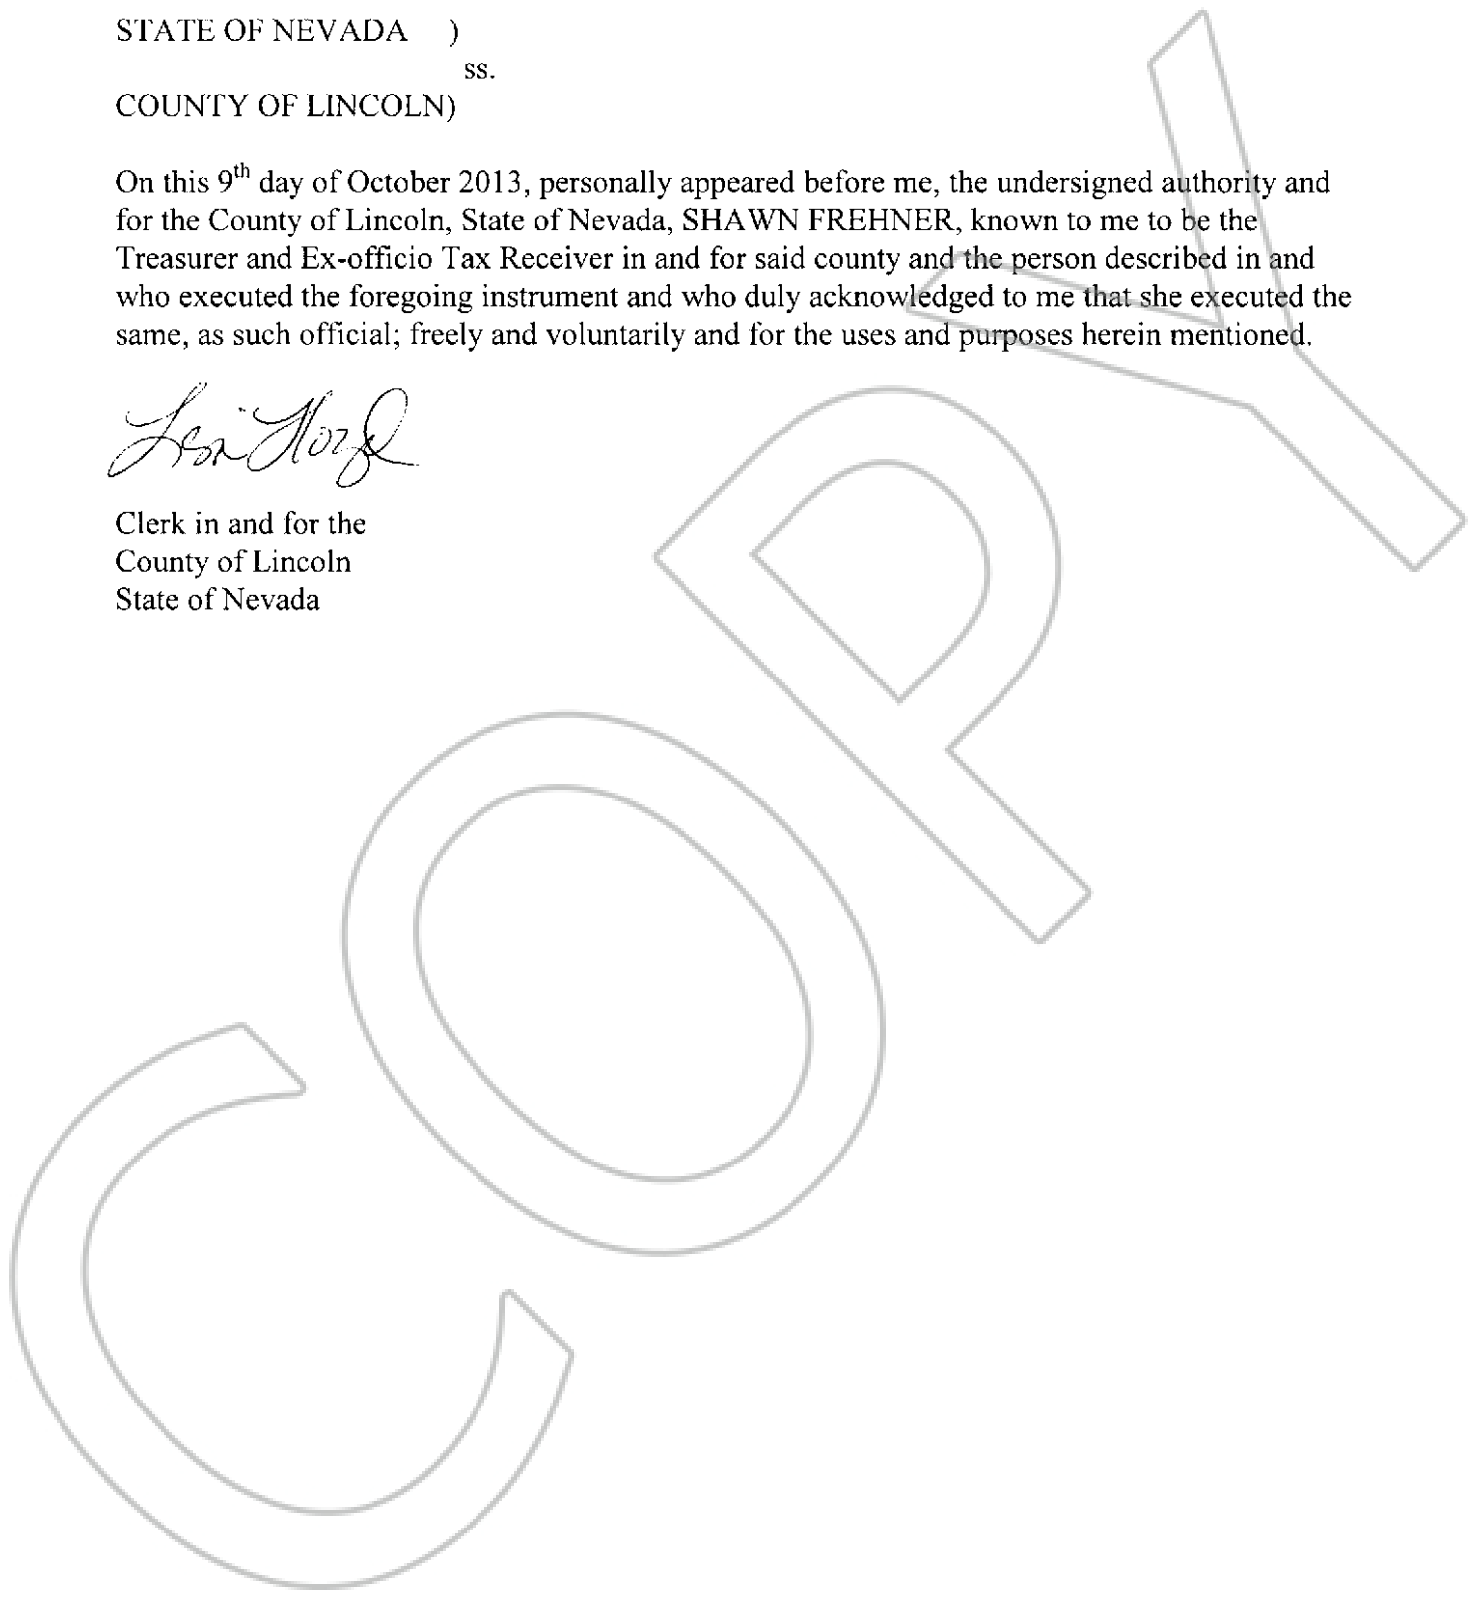 STATE OF NEVADA )
ss.
COUNTY OF LINCOLN)
On this 9th day of October 2013, personally appeared before me, the undersigned authority and
for the County of Lincoln, State of Nevada, SHAWN FREHNER, known to me to be the
Treasurer and Ex-officio Tax Receiver in and for said county and the person described in and
who executed the foregoing instrument and who duly acknowledged to me that she executed the
same, as such official; freely and voluntarily and for the uses and purposes herein mentioned.
Clerk in and for the
County of Lincoln
State of Nevada
COPY